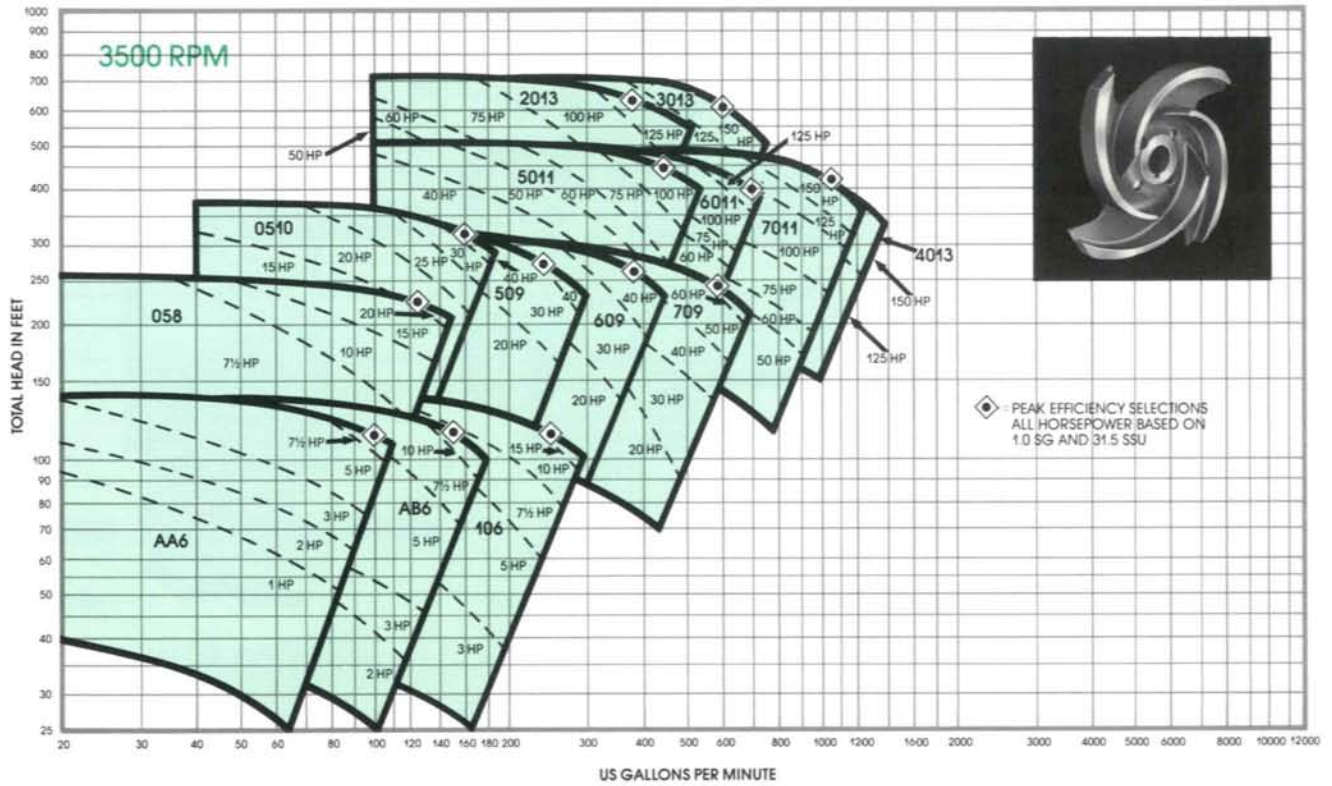 3500 RPM
TOTAL HEAD IN FEET
1000
900
800
700
600
500
400
300
250
200
150
100
90
80
70
60
50
40
30
25
2013
3013
60 HP
75 HP
100 HP
125 HP
125
150
HP
125 HP
50 HP
5011
40 HP
50 HP
60 HP
75 HP
100 HP
6011
100 HP
75
HP
60 HP
150
HP
125
HP
7011
100 HP
75 HP
60 HP
50 HP
4013
150 HP
125 HP
0510
15 HP
20 HP
25 HP
30
HP
40 HP
509
40
30 HP
20 HP
40 HP
609
30 HP
20 HP
60 HP
709
50 HP
40 HP
30 HP
20 HP
058
20 HP
15 HP
10 HP
7½ HP
7½ HP
5 HP
3 HP
2 HP
1 HP
AA6
10 HP
7½ HP
AB6
5 HP
3 HP
2 HP
15 HP
10 HP
7½ HP
106
5 HP
3 HP
: PEAK EFFICIENCY SELECTIONS
ALL HORSEPOWER BASED ON
1.0 SG AND 31.5 SSU
20 30 40 50 60 80 100 120 140 160 180 200 300 400 500 600 800 1000 1200 1600 2000 3000 4000 5000 6000 8000 10000 12000
US GALLONS PER MINUTE